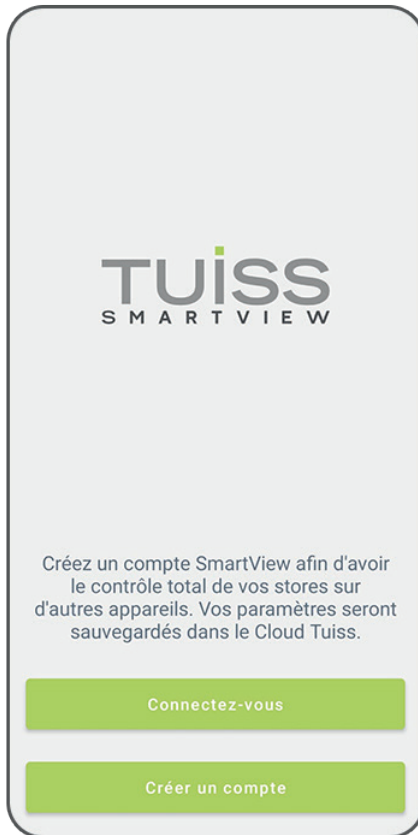 TUiSS
SMARTVIEW
Créez un compte SmartView afin d'avoir
le contrôle total de vos stores sur
d'autres appareils. Vos paramètres seront
sauvegardés dans le Cloud Tuiss.
Connectez-vous
Créer un compte